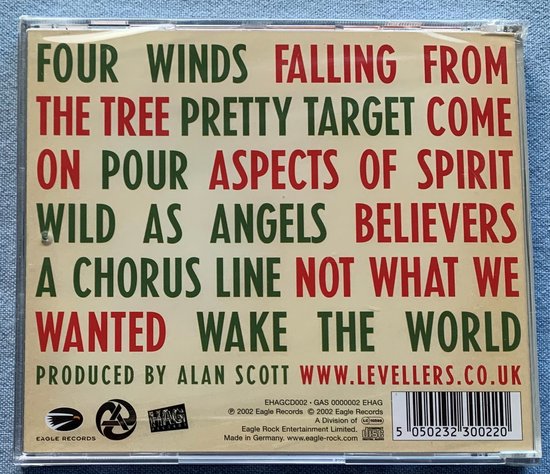 FOUR WINDS FALLING FROM
THE TREE PRETTY TARGET COME
ON POUR ASPECTS OF SPIRIT
WILD AS ANGELS BELIEVERS
A CHORUS LINE NOT WHAT WE
WANTED WAKE THE WORLD
PRODUCED BY ALAN SCOTT WWW.LEVELLERS.CO.UK
EAGLE RECORDS
HAG
EHAGCD002 • GAS 0000002 EHAG
℗ 2002 Eagle Records © 2002 Eagle Records
A Division of
Eagle Rock Entertainment Limited.
Made in Germany. www.eagle-rock.com
5 050232 300220